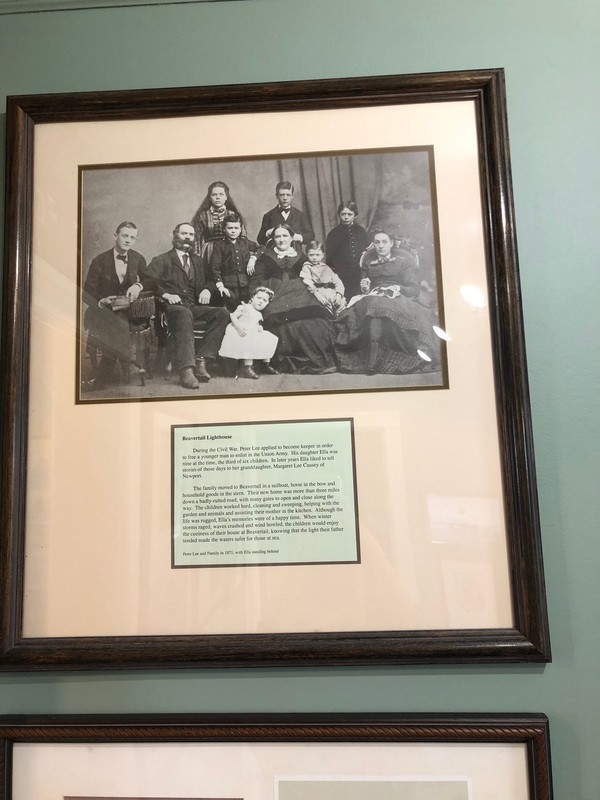 Beavertail Lighthouse
During the Civil War, Peter Lee applied to become keeper in order
to free a younger man to enlist in the Union Army. His daughter Ella was
nine at the time, the third of six children. In later years Ella liked to tell
stories of those days to her granddaughter, Margaret Lee Causey of
Newport.
The family moved to Beavertail in a sailboat, horse in the bow and
household goods in the stern. Their new home was more than three miles
down a badly-rutted road, with many gates to open and close along the
way. The children worked hard, cleaning and sweeping, helping with the
garden and animals and assisting their mother in the kitchen. Although the
life was rugged, Ella's memories were of a happy time. When winter
storms raged, waves crashed and wind howled, the children would enjoy
the coziness of their house at Beavertail, knowing that the light their father
tended made the waters safer for those at sea.
Peter Lee and Family in 1871, with Ella standing behind